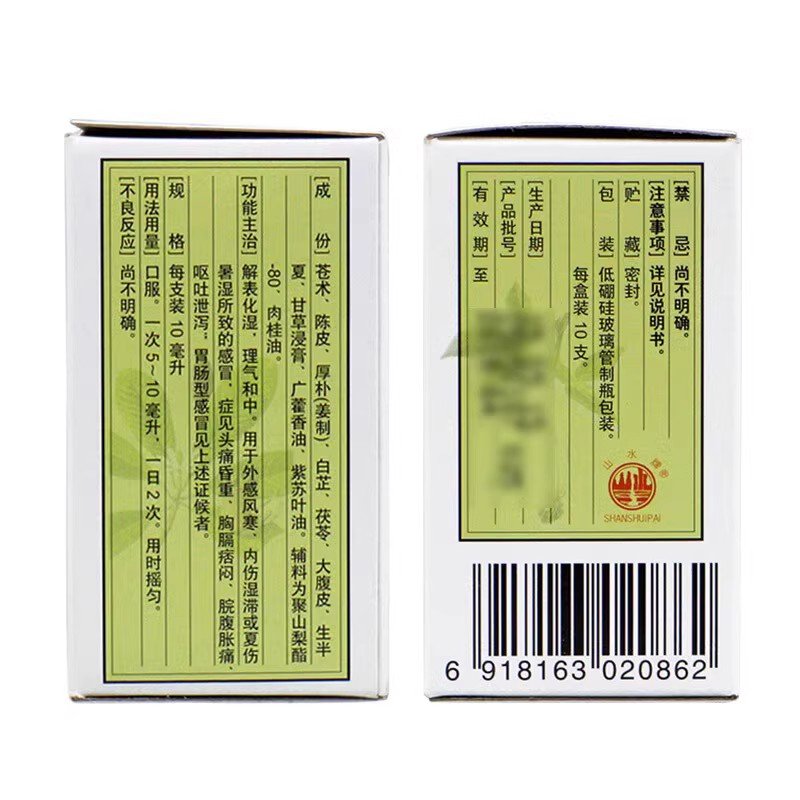 [成　份] 苍术、陈皮、厚朴(姜制)、白芷、茯苓、大腹皮、生半
夏、甘草浸膏、广藿香油、紫苏叶油。辅料为聚山梨酯
-80、肉桂油。
[功能主治] 解表化湿，理气和中。用于外感风寒、内伤湿滞或夏伤
暑湿所致的感冒，症见头痛昏重、胸膈痞闷、脘腹胀痛、
呕吐泄泻；胃肠型感冒见上述证候者。
[规　格] 每支装10毫升
[用法用量] 口服。一次5~10毫升，一日2次。用时摇匀。
[不良反应] 尚不明确。
[禁　忌] 尚不明确。
[注意事项] 详见说明书。
[贮　藏] 密封。
[包　装] 低硼硅玻璃管制瓶包装。
每盒装10支。
[生产日期]
[产品批号]
[有效期] 至
山水牌
SHANSHUIPAI
6 918163 020862